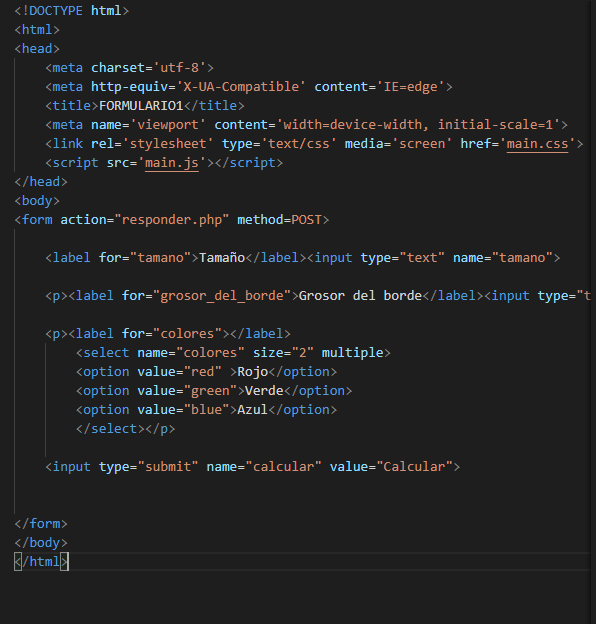 <!DOCTYPE html>
<html>
<head>
    <meta charset='utf-8'>
    <meta http-equiv='X-UA-Compatible' content='IE=edge'>
    <title>FORMULARIO1</title>
    <meta name='viewport' content='width=device-width, initial-scale=1'>
    <link rel='stylesheet' type='text/css' media='screen' href='main.css'>
    <script src='main.js'></script>
</head>
<body>
<form action="responder.php" method=POST>
    <label for="tamano">Tamaño</label><input type="text" name="tamano">
    <p><label for="grosor_del_borde">Grosor del borde</label><input type="t
    <p><label for="colores"></label>
        <select name="colores" size="2" multiple>
        <option value="red" >Rojo</option>
        <option value="green">Verde</option>
        <option value="blue">Azul</option>
        </select></p>
    <input type="submit" name="calcular" value="Calcular">
</form>
</body>
</html>